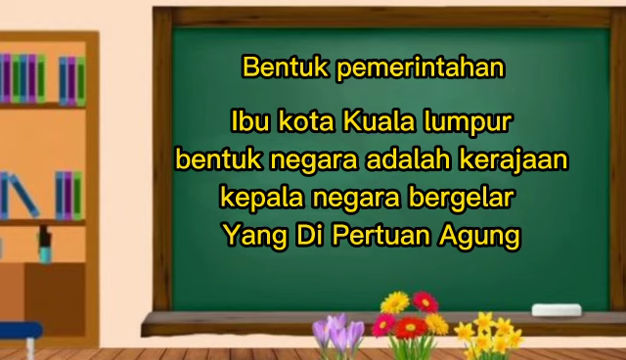 Bentuk pemerintahan
Ibu kota Kuala lumpur
bentuk negara adalah kerajaan
kepala negara bergelar
Yang Di Pertuan Agung